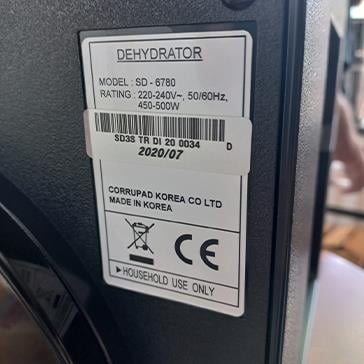 DEHYDRATOR
MODEL : SD - 6780
RATING : 220-240V~, 50/60Hz,
450-500W
SD3S TR DI 20 0034 D
2020/07
CORRUPAD KOREA CO LTD
MADE IN KOREA
CE
►HOUSEHOLD USE ONLY